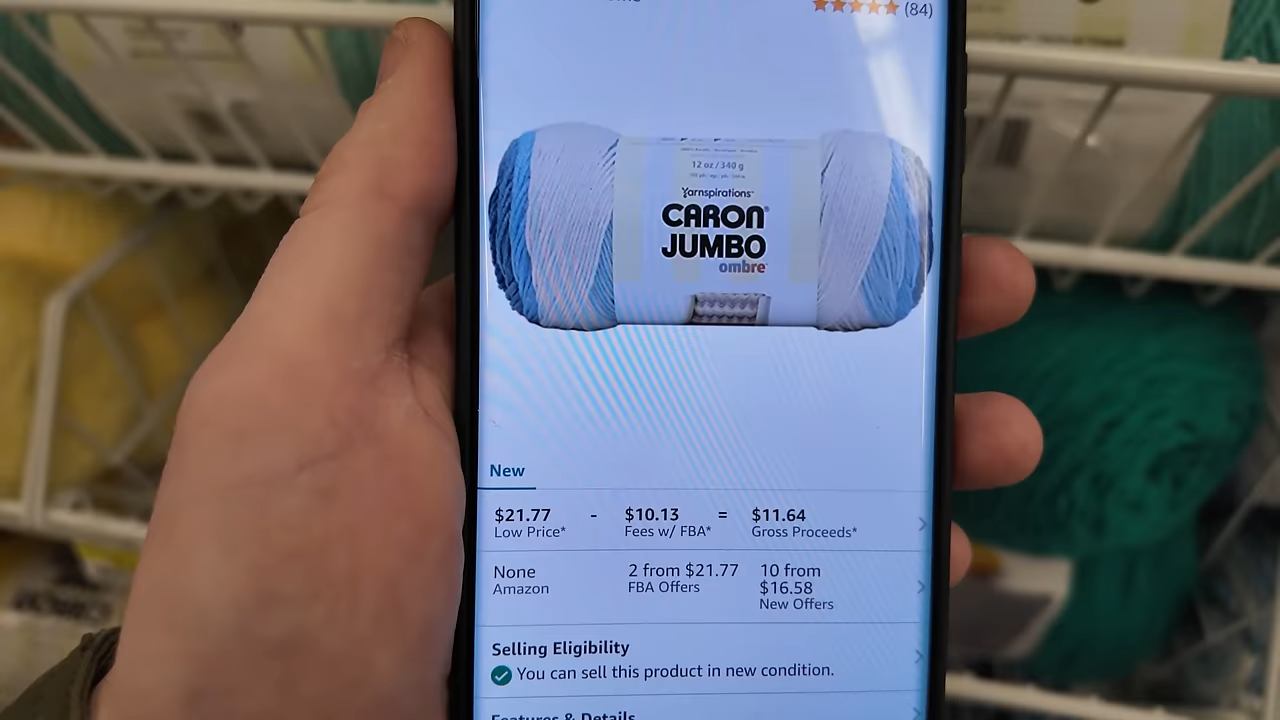 (84)
12 oz / 340 g
Yarnspirations™
CARON®
JUMBO
ombre™
New
$21.77 - $10.13 = $11.64
Low Price* Fees w/ FBA* Gross Proceeds*
None 2 from $21.77 10 from
Amazon FBA Offers $16.58
New Offers
Selling Eligibility
You can sell this product in new condition.
Features & Details